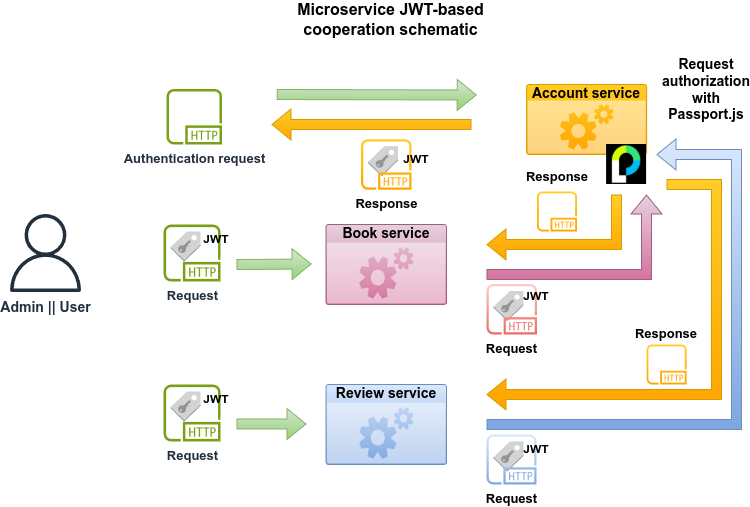 Microservice JWT-based
cooperation schematic
Request
authorization
with
Passport.js
Account service
HTTP
Authentication request
JWT
HTTP
Response
Response
HTTP
JWT
HTTP
Request
Book service
Admin || User
JWT
HTTP
Request
Response
HTTP
JWT
HTTP
Request
Review service
JWT
HTTP
Request